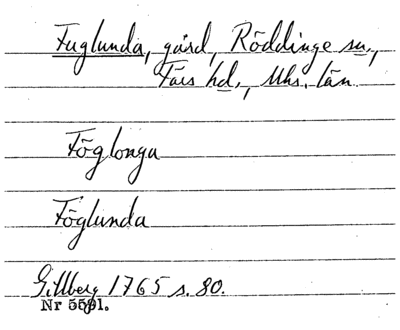 Fuglunda, gård, Röddinge sn.,
Färs hd., Mhs. län
Föglonga
Föglunda
Gillberg 1765 s. 80.
Nr 5591.